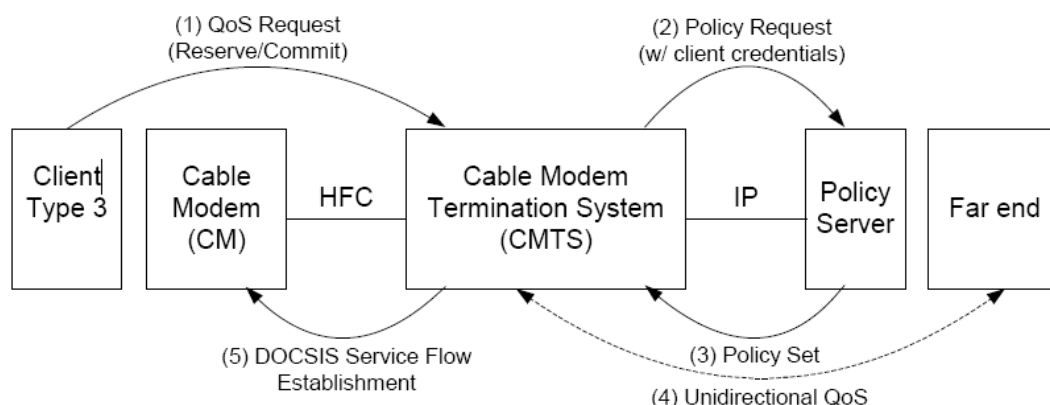 (1) QoS Request
(Reserve/Commit)
(2) Policy Request
(w/ client credentials)
Client
Type 3
Cable
Modem
(CM)
HFC
Cable Modem
Termination System
(CMTS)
IP
Policy
Server
Far end
(5) DOCSIS Service Flow
Establishment
(3) Policy Set
(4) Unidirectional QoS